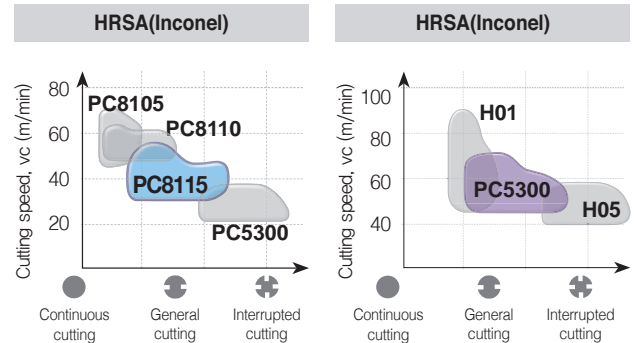 HRSA(Inconel)
Cutting speed, vc (m/min)
80
60
40
20
PC8105
PC8110
PC8115
PC5300
Continuous
cutting
General
cutting
Interrupted
cutting
HRSA(Inconel)
Cutting speed, vc (m/min)
100
80
60
40
H01
PC5300
H05
Continuous
cutting
General
cutting
Interrupted
cutting